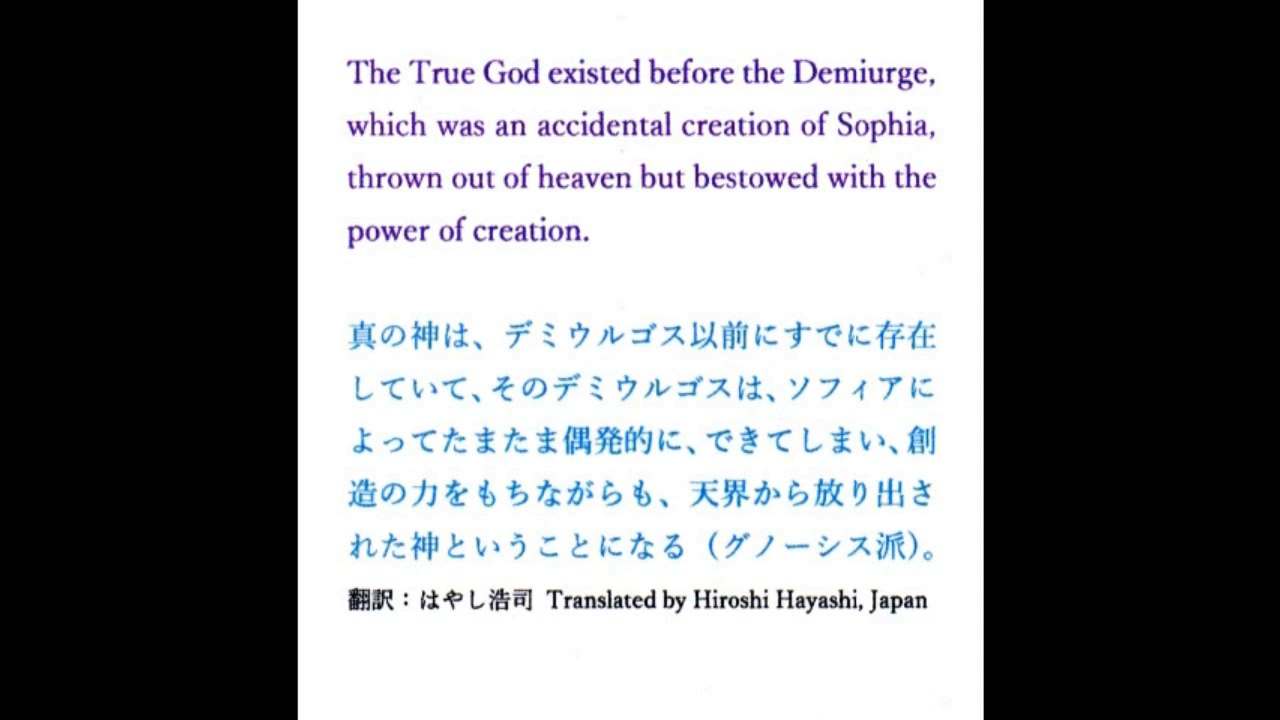 The True God existed before the Demiurge,
which was an accidental creation of Sophia,
thrown out of heaven but bestowed with the
power of creation.
真の神は、デミウルゴス以前にすでに存在
していて、そのデミウルゴスは、ソフィアに
よってたまたま偶発的に、できてしまい、創
造の力をもちながらも、天界から放り出さ
れた神ということになる（グノーシス派）。
翻訳：はやし浩司 Translated by Hiroshi Hayashi, Japan